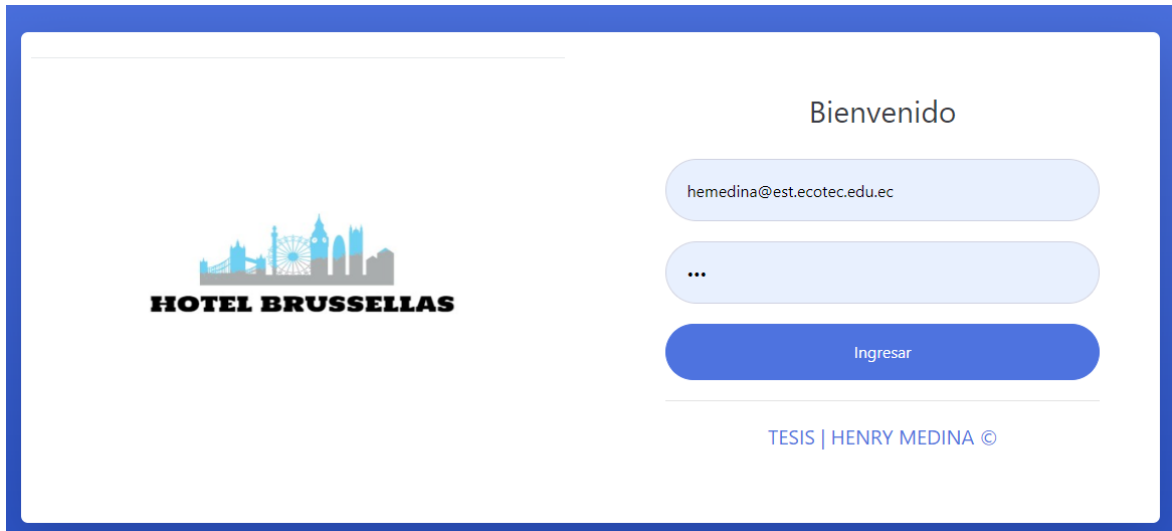 HOTEL BRUSSELLAS
Bienvenido
hemedina@est.ecotec.edu.ec
•••
Ingresar
TESIS | HENRY MEDINA ©